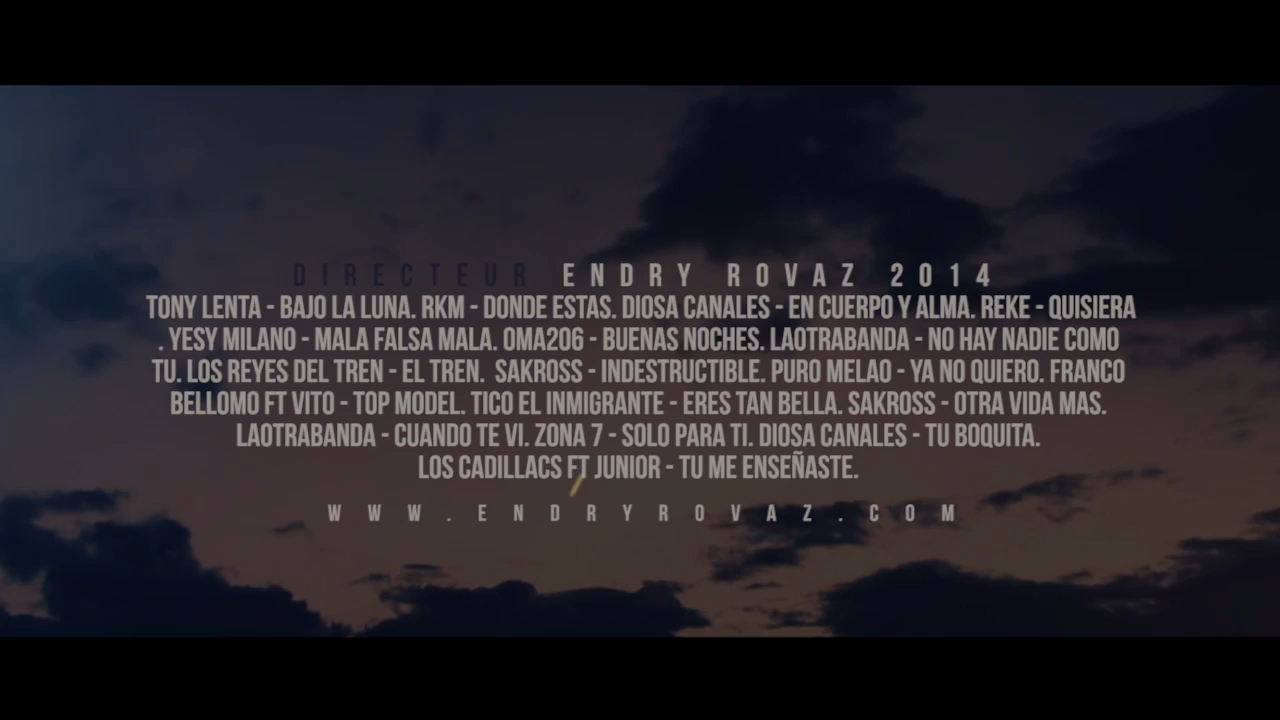 DIRECTEUR ENDRY ROVAZ 2014
TONY LENTA - BAJO LA LUNA. RKM - DONDE ESTAS. DIOSA CANALES - EN CUERPO Y ALMA. REKE - QUISIERA
. YESY MILANO - MALA FALSA MALA. OMA206 - BUENAS NOCHES. LAOTRABANDA - NO HAY NADIE COMO
TU. LOS REYES DEL TREN - EL TREN. SAKROSS - INDESTRUCTIBLE. PURO MELAO - YA NO QUIERO. FRANCO
BELLOMO FT VITO - TOP MODEL. TICO EL INMIGRANTE - ERES TAN BELLA. SAKROSS - OTRA VIDA MAS.
LAOTRABANDA - CUANDO TE VI. ZONA 7 - SOLO PARA TI. DIOSA CANALES - TU BOQUITA.
LOS CADILLACS FT JUNIOR - TU ME ENSEÑASTE.
WWW.ENDRYROVAZ.COM